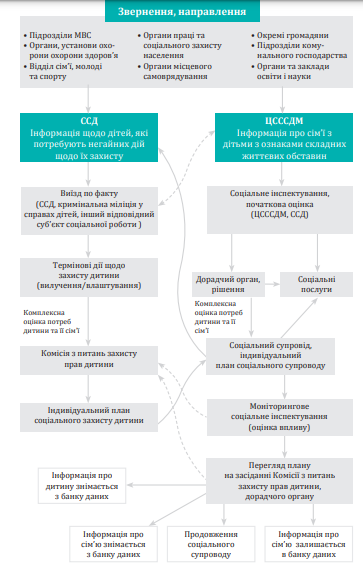 Звернення, направлення
• Підрозділи МВС
• Органи, установи охо-
рони охорони здоров'я
• Відділ сім'ї, молоді
та спорту
• Органи праці та
соціального захисту
населення
• Органи місцевого
самоврядування
• Окремі громадяни
• Підрозділи кому-
нального господарства
• Органи та заклади
освіти і науки
ССД
Інформація щодо дітей, які
потребують негайних дій
щодо їх захисту
ЦСССДМ
Інформація про сім'ї з
дітьми з ознаками складних
життєвих обставин
Виїзд по факту
(ССД, кримінальна міліція у
справах дітей, інший відповідний
суб'єкт соціальної роботи )
Соціальне інспектування,
початкова оцінка
(ЦСССДМ, ССД)
Термінові дії щодо
захисту дитини
(вилучення/влаштування)
Дорадчий орган,
рішення
Соціальні
послуги
Комплексна
оцінка потреб
дитини та її
сім'ї
Комплексна
оцінка потреб
дитини та її сім'ї
Комісія з питань захисту
прав дитини
Соціальний супровід,
індивідуальний
план соціального супроводу
Індивідуальний план
соціального захисту дитини
Моніторингове
соціальне інспектування
(оцінка впливу)
Перегляд плану
на засіданні Комісії з питань
захисту прав дитини,
дорадчого органу
Інформація про
дитину знімається
з банку даних
Інформація про
сім'ю знімається
з банку даних
Продовження
соціального
супроводу
Інформація про
сім'ю залишається
в банку даних